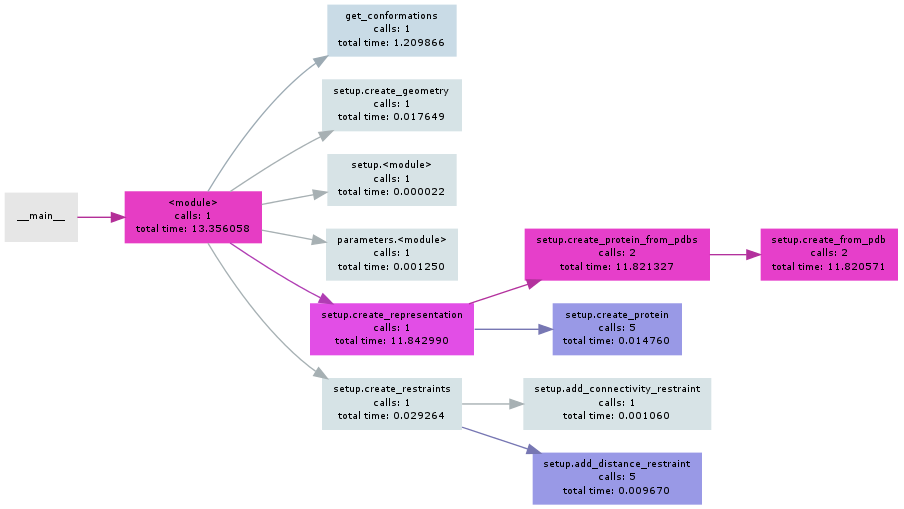 get_conformations
calls: 1
total time: 1.209866
setup.create_geometry
calls: 1
total time: 0.017649
setup.<module>
calls: 1
total time: 0.000022
__main__
<module>
calls: 1
total time: 13.356058
parameters.<module>
calls: 1
total time: 0.001250
setup.create_protein_from_pdbs
calls: 2
total time: 11.821327
setup.create_from_pdb
calls: 2
total time: 11.820571
setup.create_representation
calls: 1
total time: 11.842990
setup.create_protein
calls: 5
total time: 0.014760
setup.create_restraints
calls: 1
total time: 0.029264
setup.add_connectivity_restraint
calls: 1
total time: 0.001060
setup.add_distance_restraint
calls: 5
total time: 0.009670